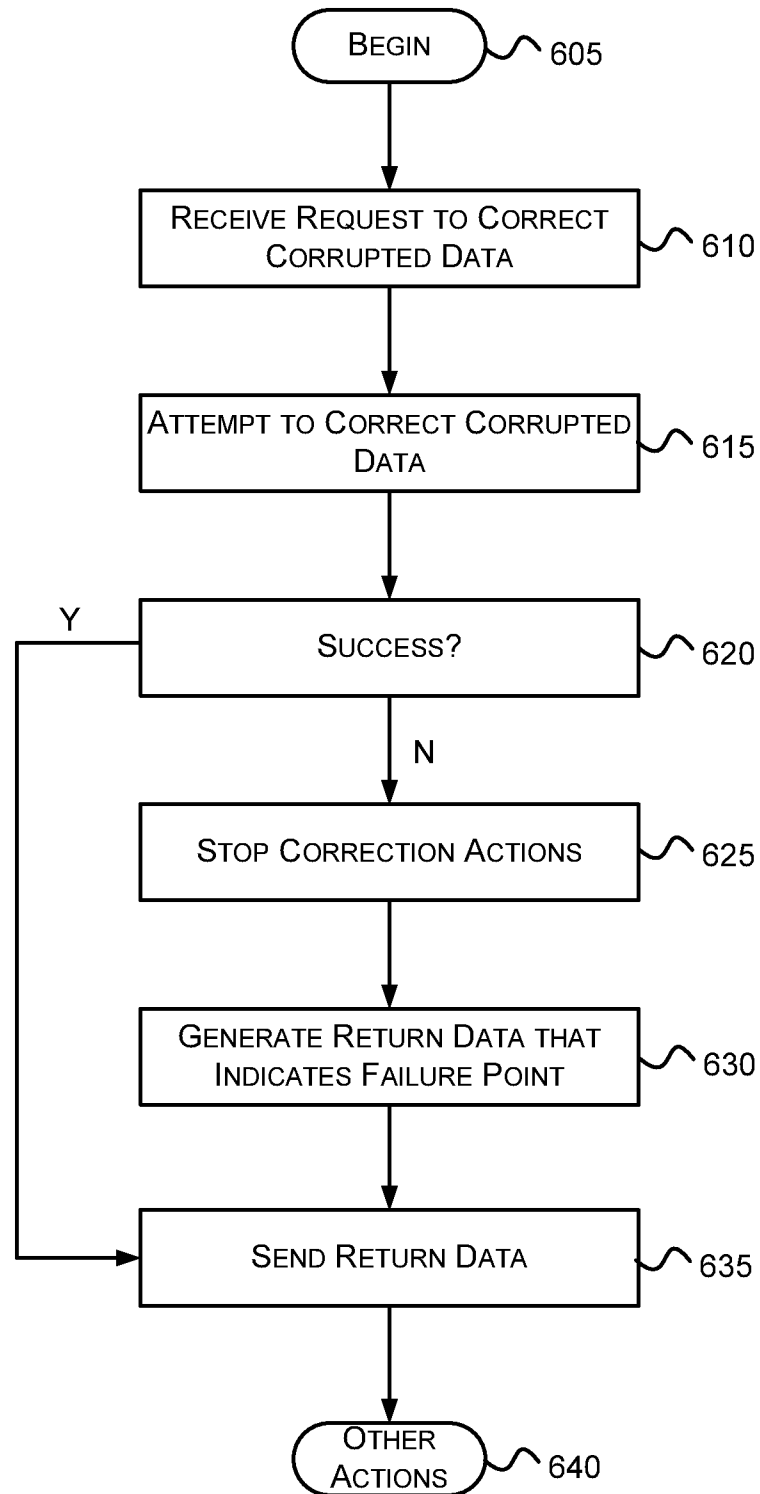 BEGIN
605
RECEIVE REQUEST TO CORRECT
CORRUPTED DATA
610
ATTEMPT TO CORRECT CORRUPTED
DATA
615
Y
SUCCESS?
620
N
STOP CORRECTION ACTIONS
625
GENERATE RETURN DATA THAT
INDICATES FAILURE POINT
630
SEND RETURN DATA
635
OTHER
ACTIONS
640